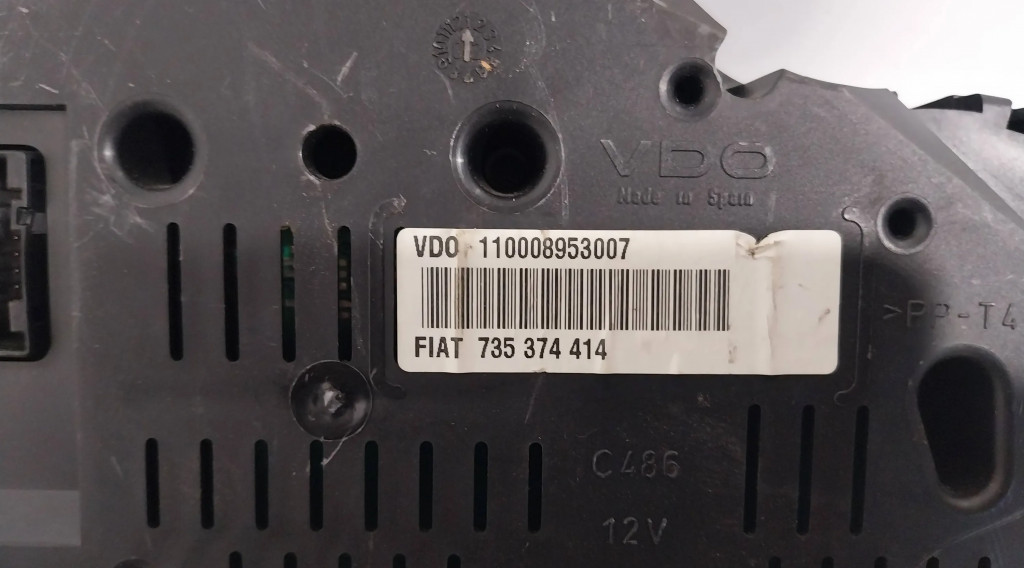 VDO
Made in Spain
VDO 110008953007
FIAT 735 374 414
>PP-T4
C486
12V